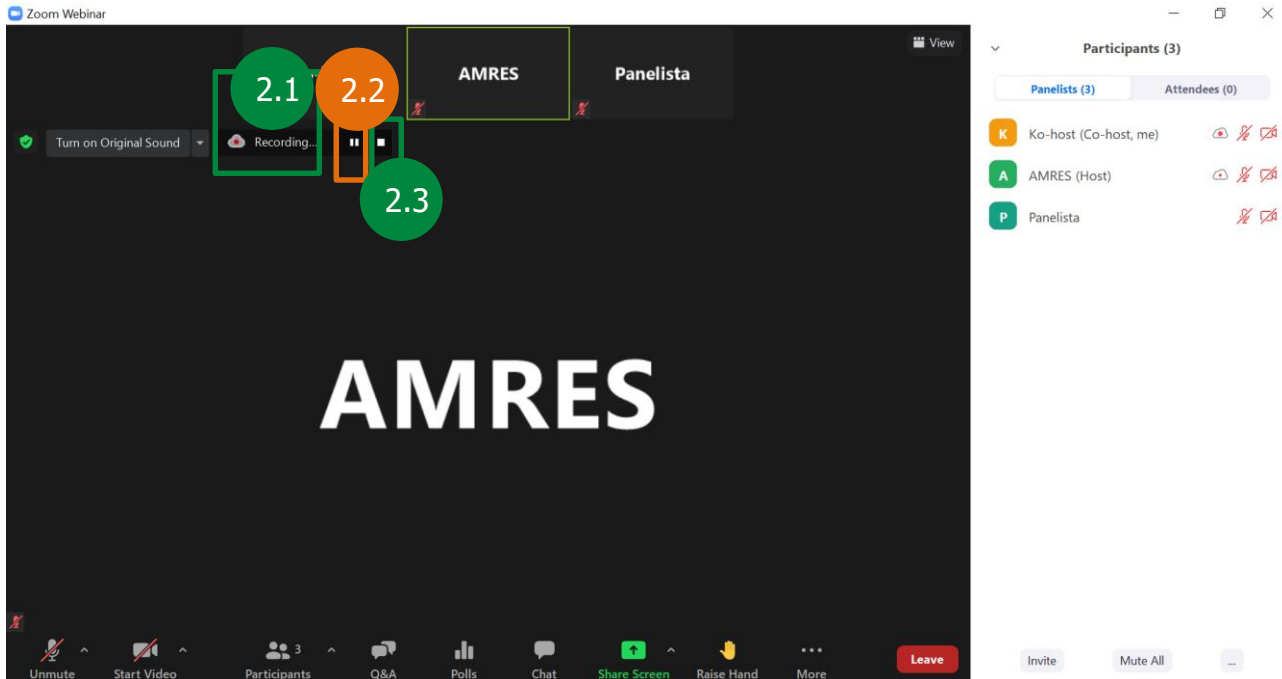 Zoom Webinar
View
AMRES
Panelista
2.1
2.2
Turn on Original Sound
Recording...
2.3
AMRES
Unmute
Start Video
3
Participants
Q&A
Polls
Chat
Share Screen
Raise Hand
More
Leave
Participants (3)
Panelists (3)
Attendees (0)
K
Ko-host (Co-host, me)
A
AMRES (Host)
P
Panelista
Invite
Mute All
...